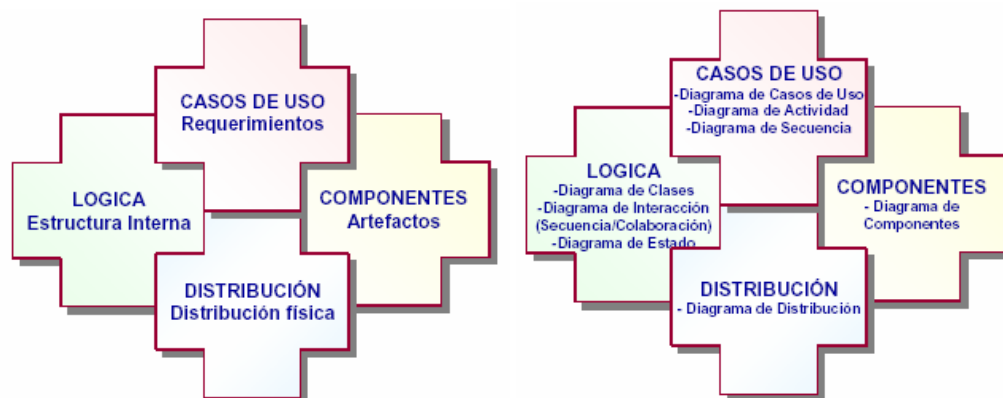 CASOS DE USO
Requerimientos
LOGICA
Estructura Interna
COMPONENTES
Artefactos
DISTRIBUCIÓN
Distribución física
CASOS DE USO
-Diagrama de Casos de Uso
-Diagrama de Actividad
-Diagrama de Secuencia
LOGICA
-Diagrama de Clases
-Diagrama de Interacción
(Secuencia/Colaboración)
-Diagrama de Estado
COMPONENTES
- Diagrama de
Componentes
DISTRIBUCIÓN
- Diagrama de Distribución